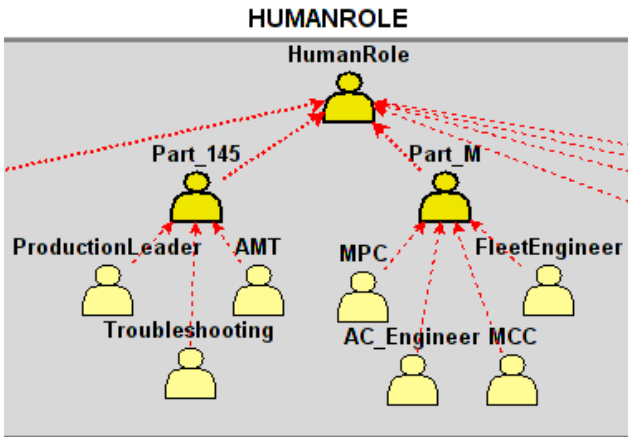 HUMANROLE
HumanRole
Part_145 Part_M
ProductionLeader AMT MPC FleetEngineer
Troubleshooting AC_Engineer MCC